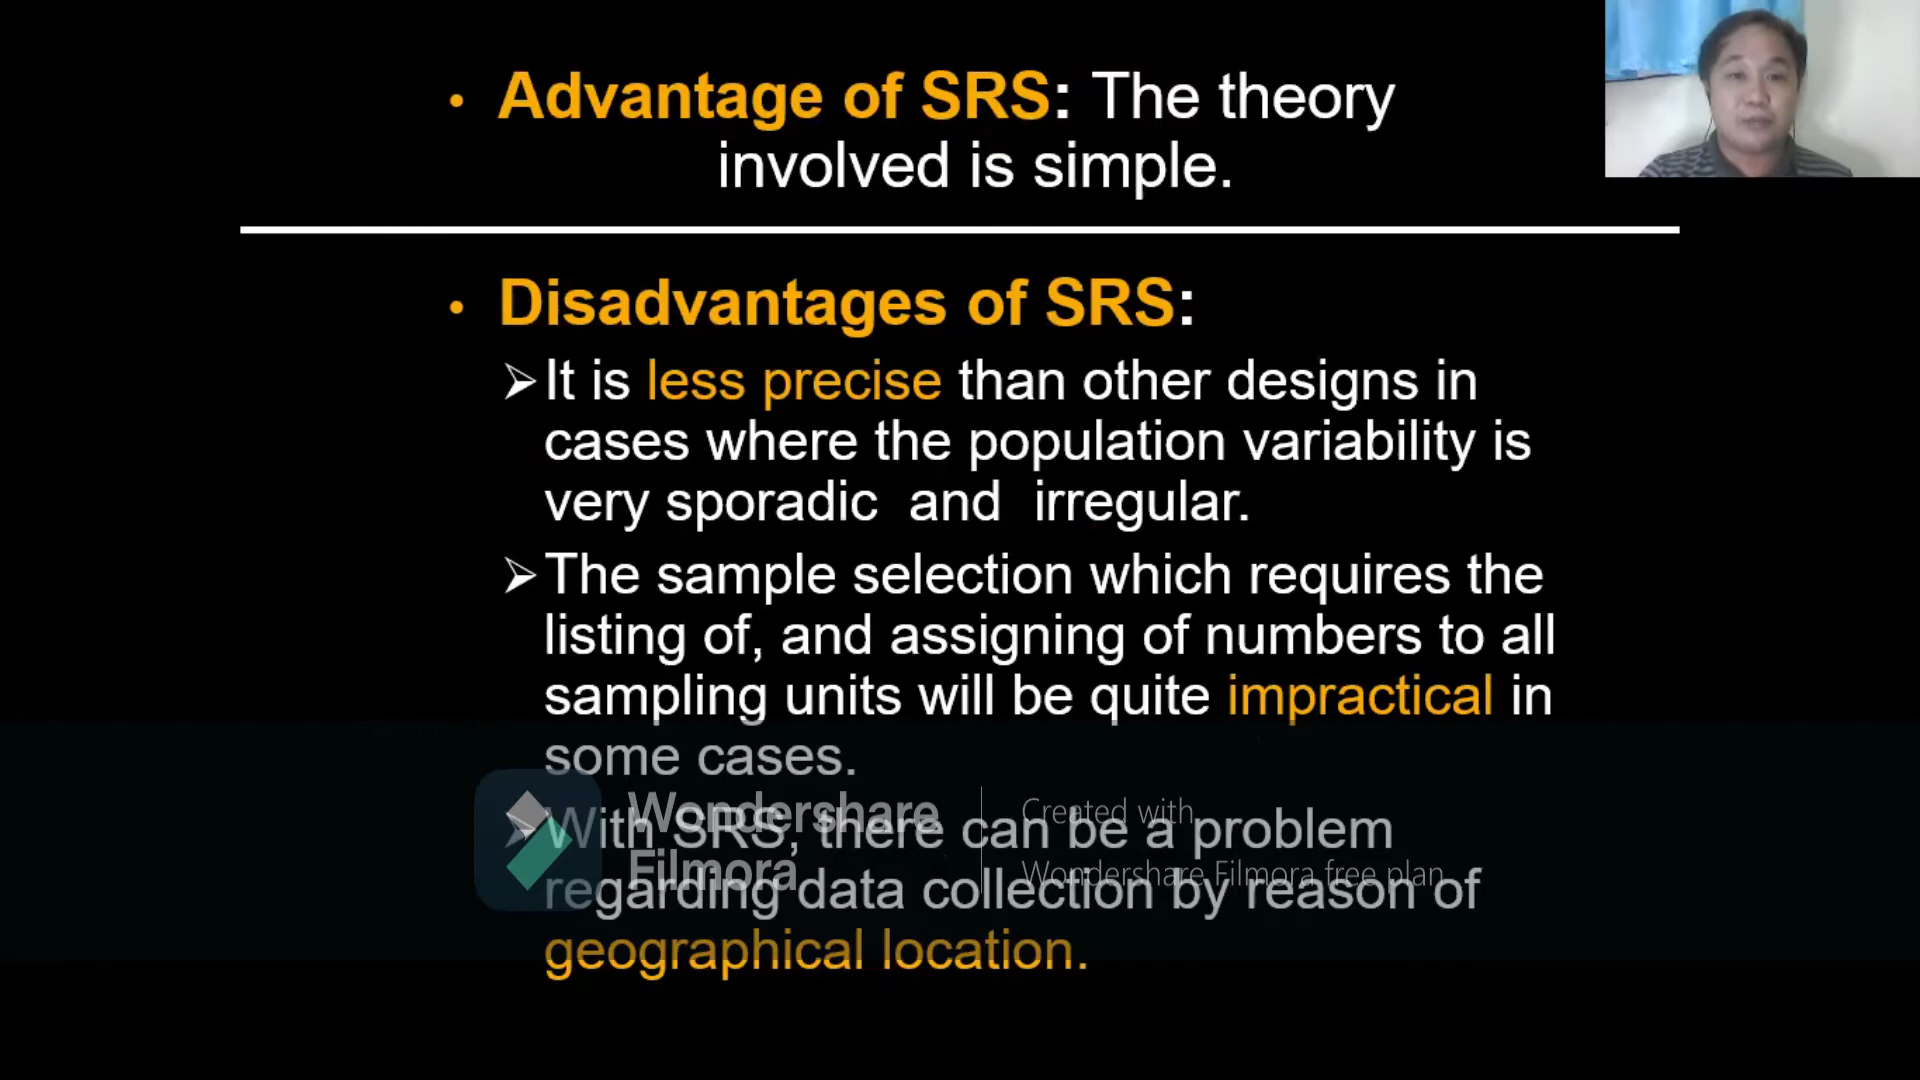 • Advantage of SRS: The theory
involved is simple.
• Disadvantages of SRS:
➢It is less precise than other designs in
cases where the population variability is
very sporadic and irregular.
➢The sample selection which requires the
listing of, and assigning of numbers to all
sampling units will be quite impractical in
some cases.
➢With SRS, there can be a problem
regarding data collection by reason of
geographical location.
Wondershare
Filmora
Created with
Wondershare Filmora free plan